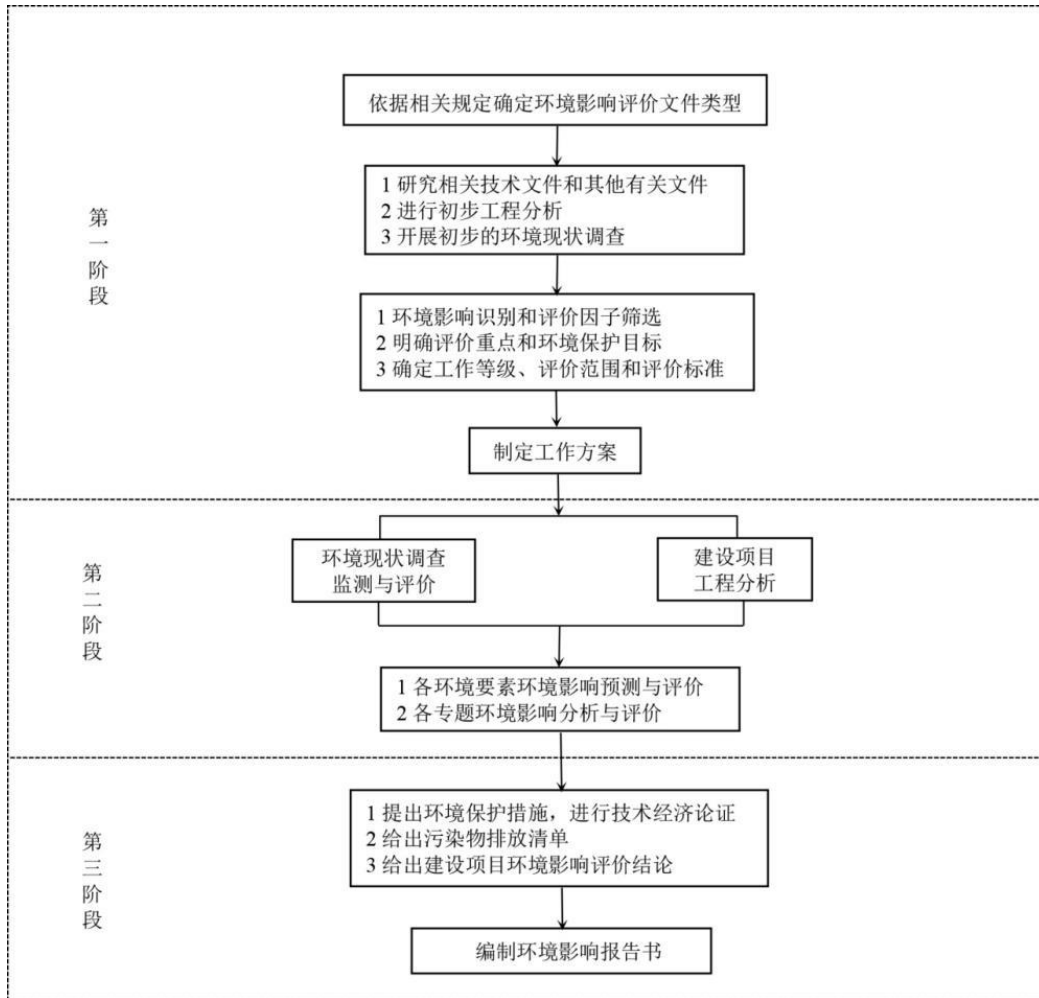 第一阶段
依据相关规定确定环境影响评价文件类型
1 研究相关技术文件和其他有关文件
2 进行初步工程分析
3 开展初步的环境现状调查
1 环境影响识别和评价因子筛选
2 明确评价重点和环境保护目标
3 确定工作等级、评价范围和评价标准
制定工作方案
第二阶段
环境现状调查
监测与评价
建设项目
工程分析
1 各环境要素环境影响预测与评价
2 各专题环境影响分析与评价
第三阶段
1 提出环境保护措施，进行技术经济论证
2 给出污染物排放清单
3 给出建设项目环境影响评价结论
编制环境影响报告书